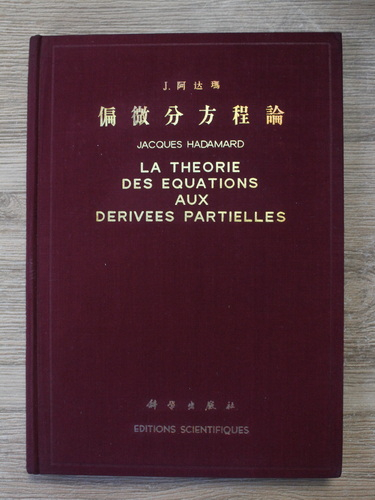 J. 阿达瑪
偏微分方程論
JACQUES HADAMARD
LA THEORIE
DES EQUATIONS
AUX
DERIVEES PARTIELLES
科学出版社
EDITIONS SCIENTIFIQUES